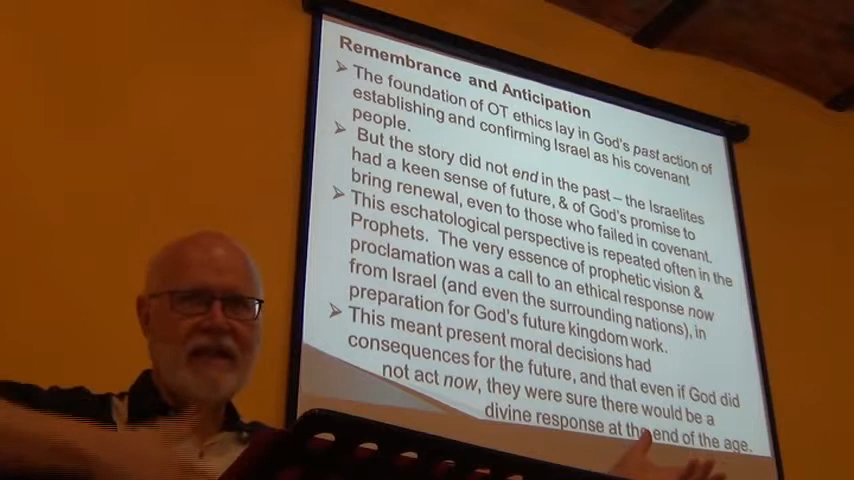 Remembrance and Anticipation
➢ The foundation of OT ethics lay in God's past action of
establishing and confirming Israel as his covenant
people.
➢ But the story did not end in the past – the Israelites
had a keen sense of future, & of God's promise to
bring renewal, even to those who failed in covenant.
➢ This eschatological perspective is repeated often in the
Prophets. The very essence of prophetic vision &
proclamation was a call to an ethical response now
from Israel (and even the surrounding nations), in
preparation for God's future kingdom work.
➢ This meant present moral decisions had
consequences for the future, and that even if God did
not act now, they were sure there would be a
divine response at the end of the age.